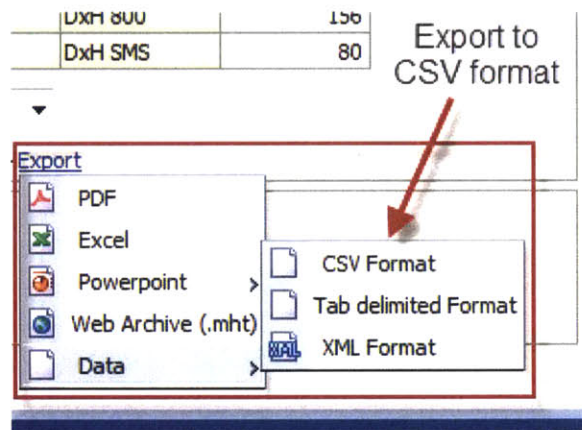 DxH 800 156
DxH SMS 80
Export to
CSV format
Export
PDF
Excel
Powerpoint >
Web Archive (.mht)
Data >
CSV Format
Tab delimited Format
XML Format